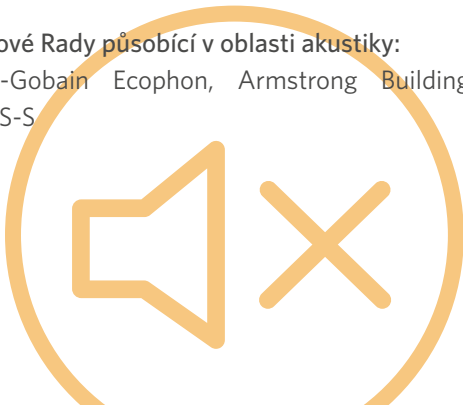 ové Rady působící v oblasti akustiky:
-Gobain Ecophon, Armstrong Building
S-S